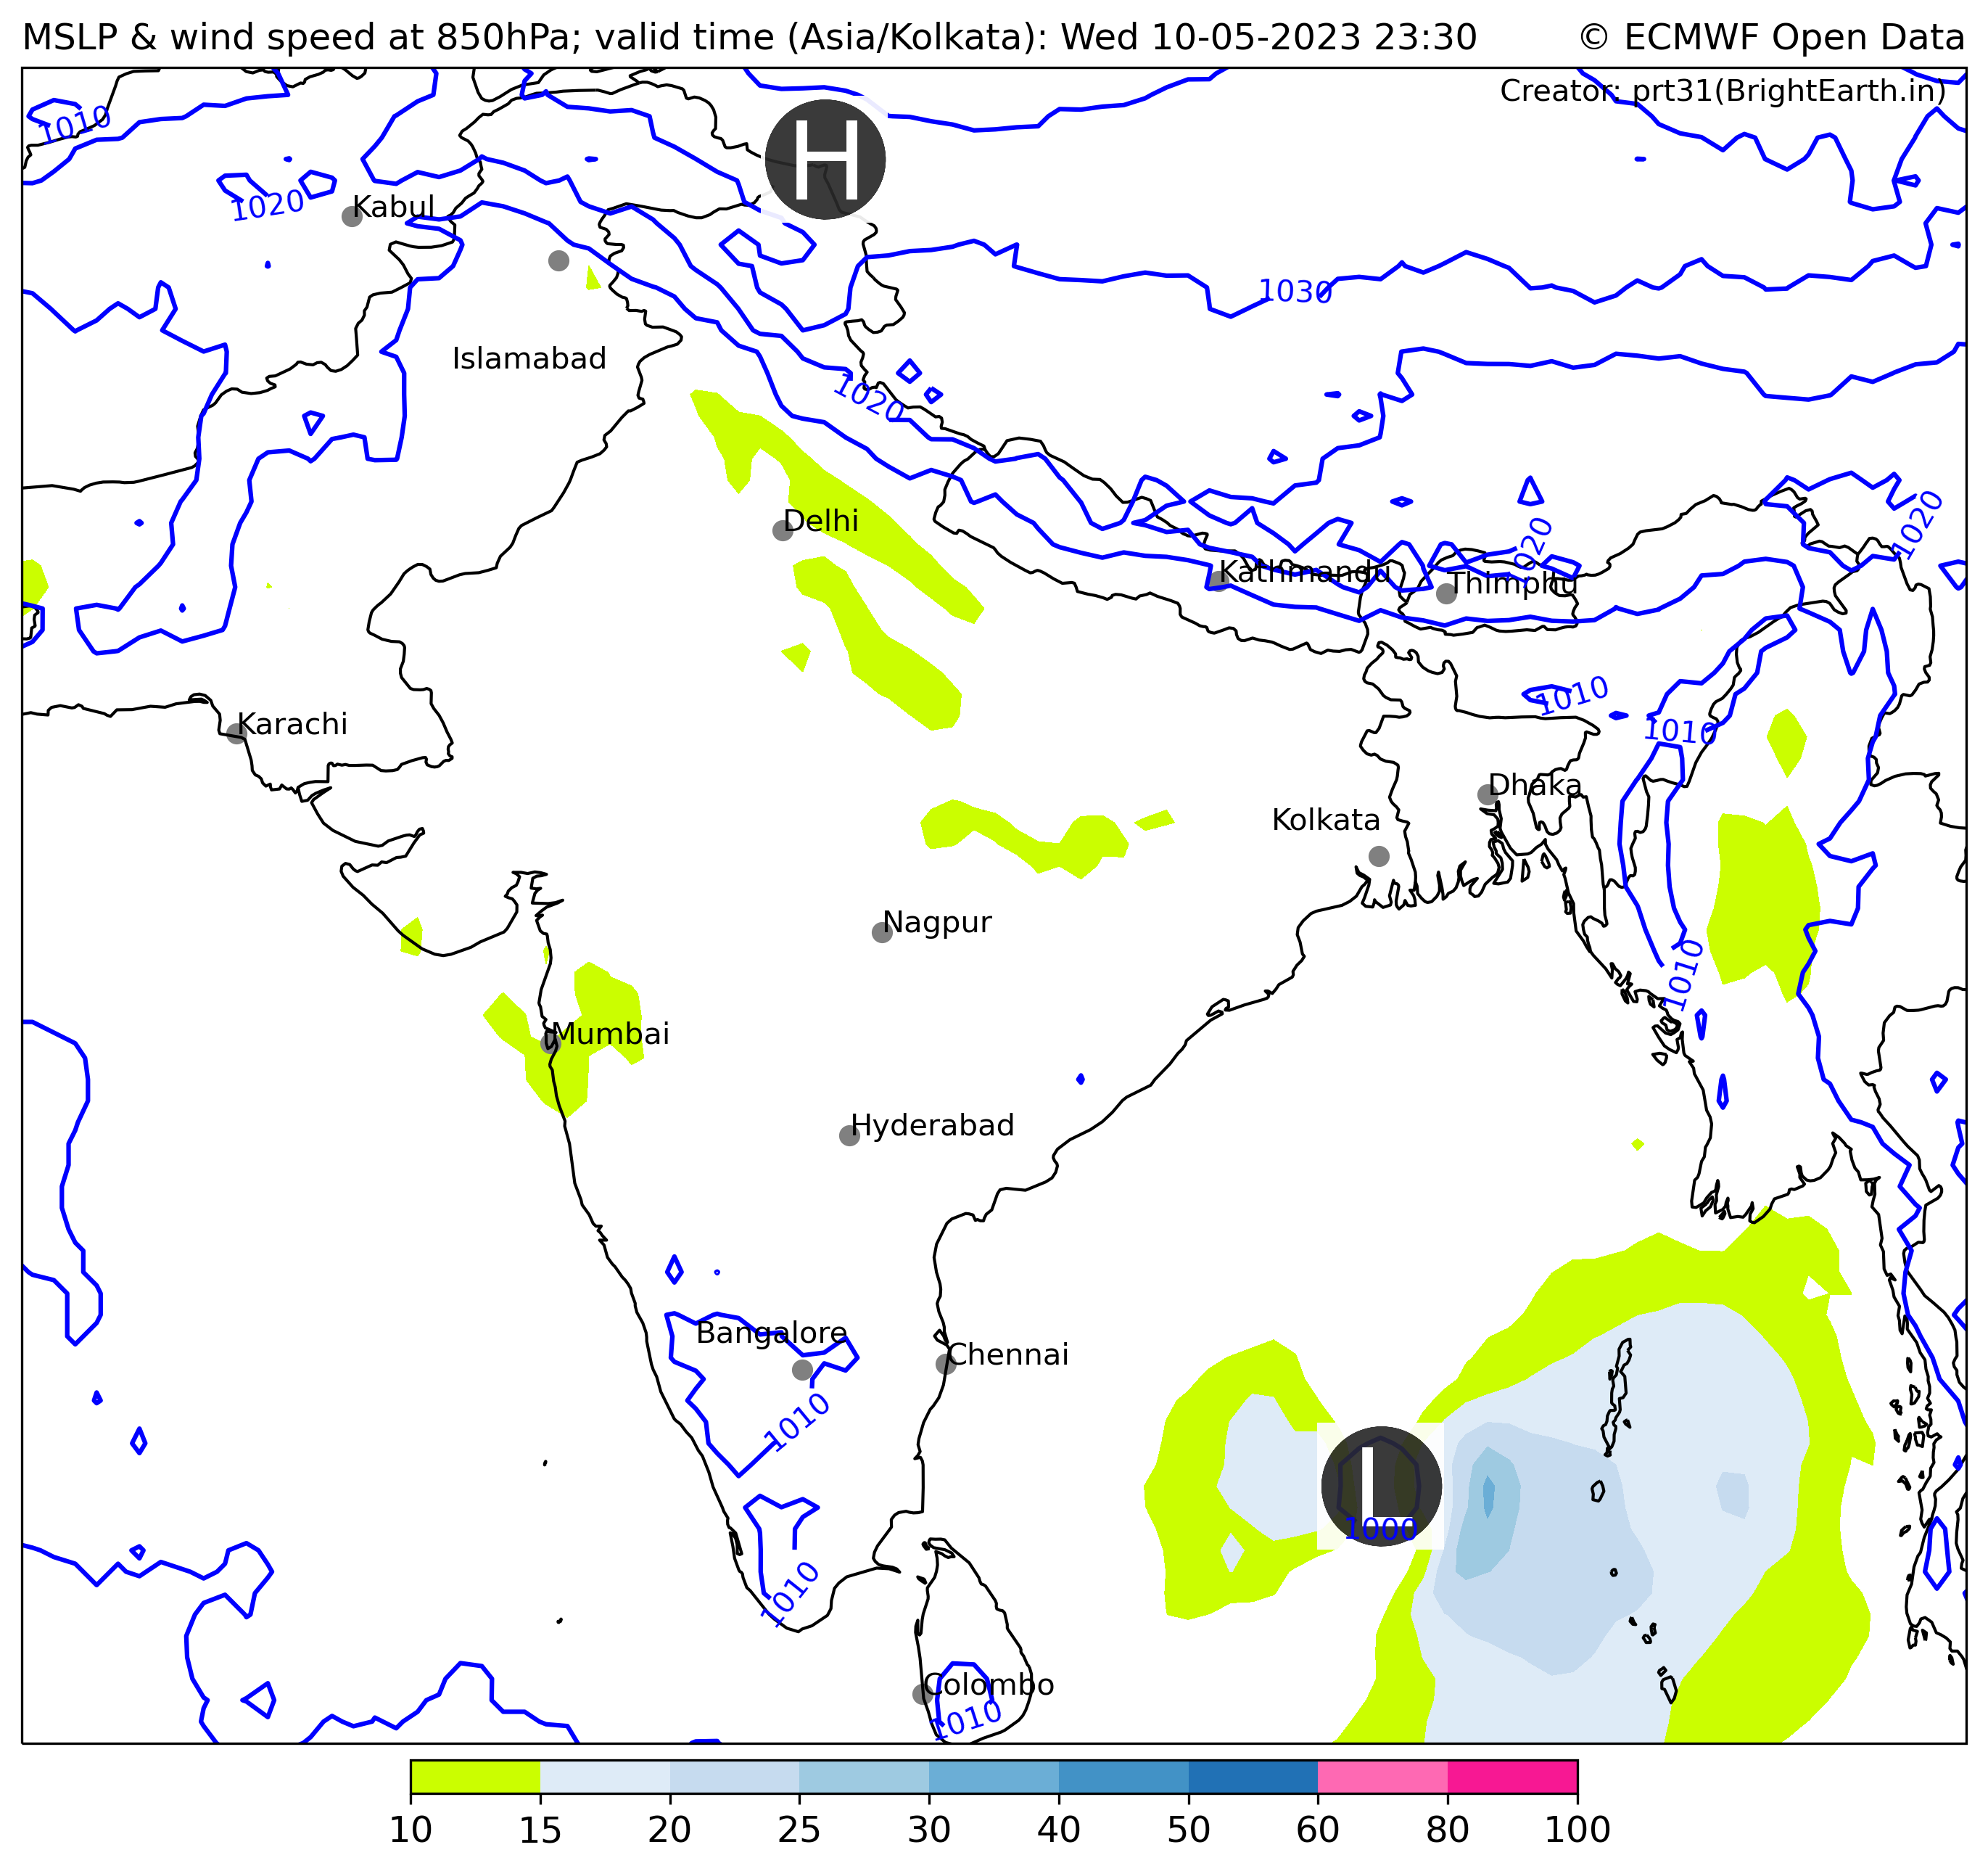 MSLP & wind speed at 850hPa; valid time (Asia/Kolkata): Wed 10-05-2023 23:30
© ECMWF Open Data
Creator: prt31(BrightEarth.in)
1010
H
1020
Kabul
1030
Islamabad
1020
1020
Delhi
1020
Kathmandu
Thimphu
1010
1010
Karachi
Dhaka
Kolkata
Nagpur
1010
Mumbai
Hyderabad
Bangalore
Chennai
1010
L
1000
1010
Colombo
1010
10 15 20 25 30 40 50 60 80 100